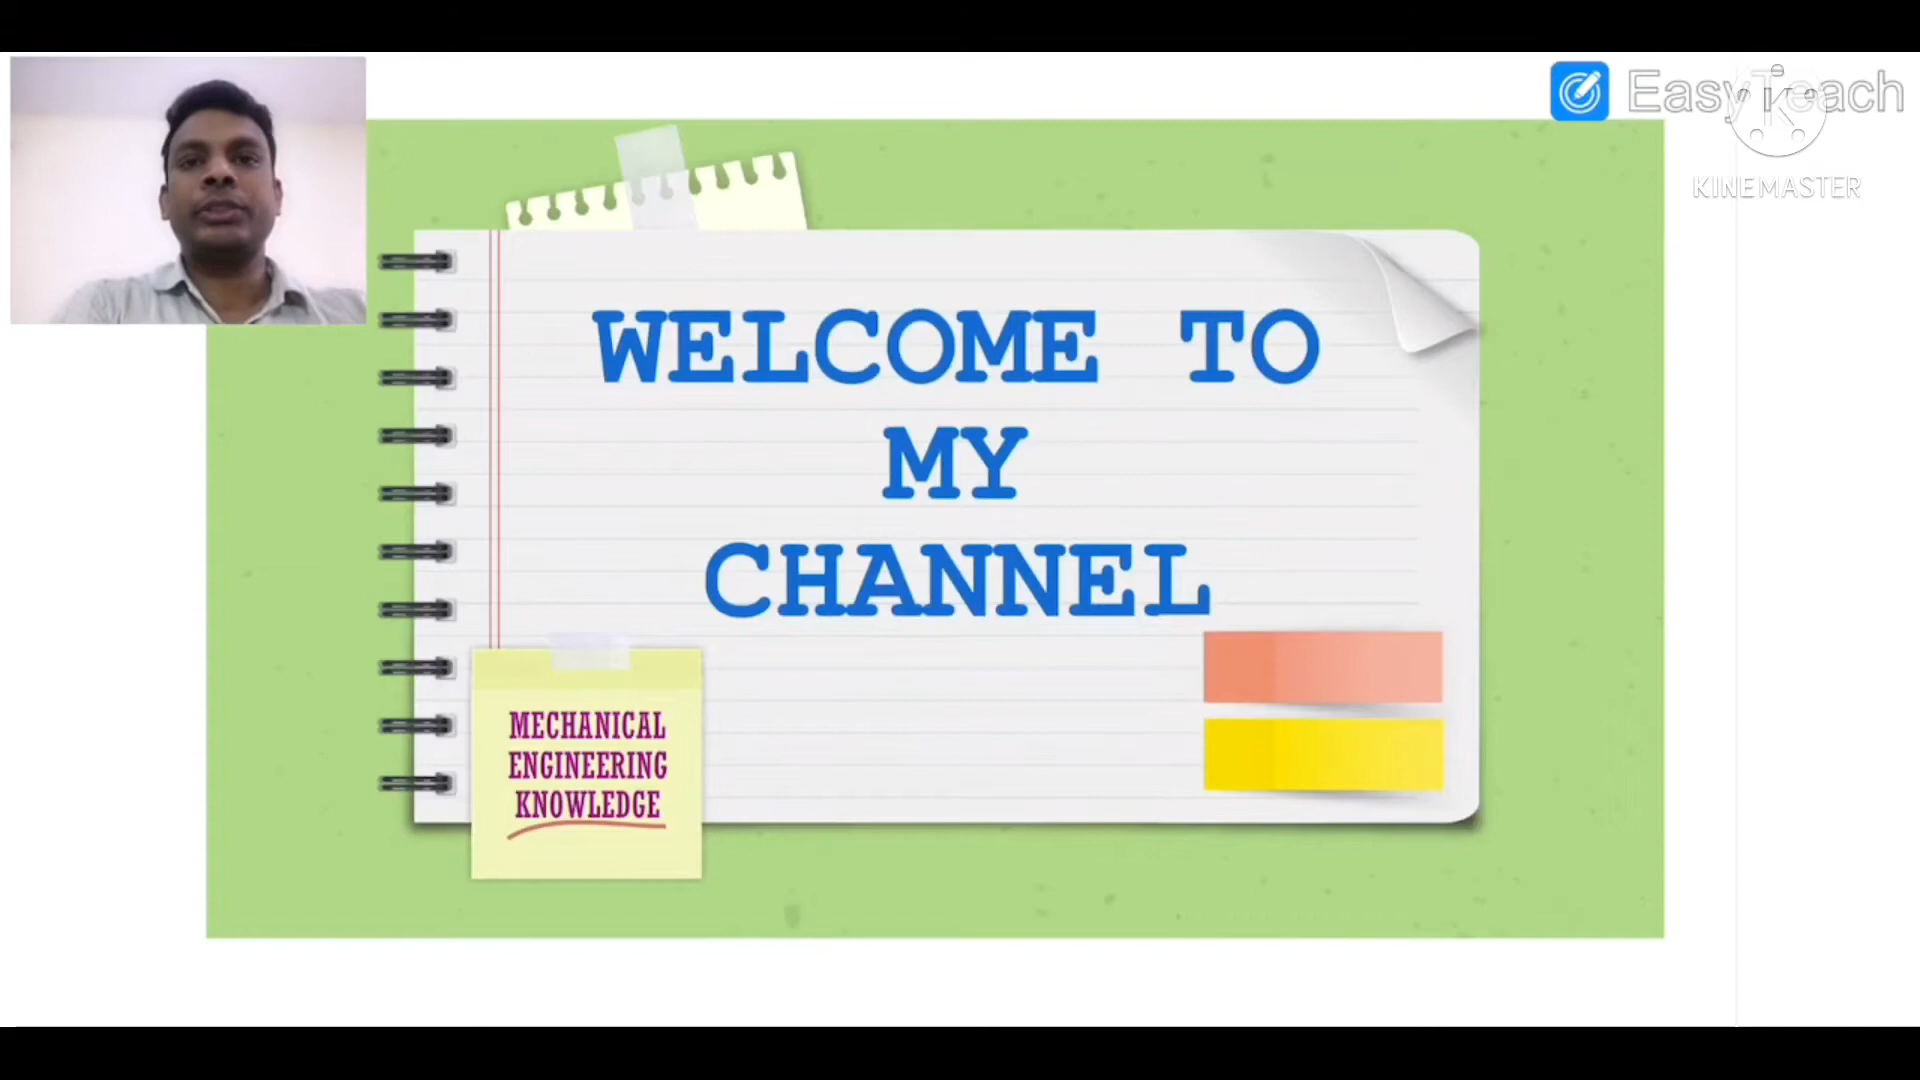 EasyTeach
KINEMASTER
WELCOME TO
MY
CHANNEL
MECHANICAL
ENGINEERING
KNOWLEDGE